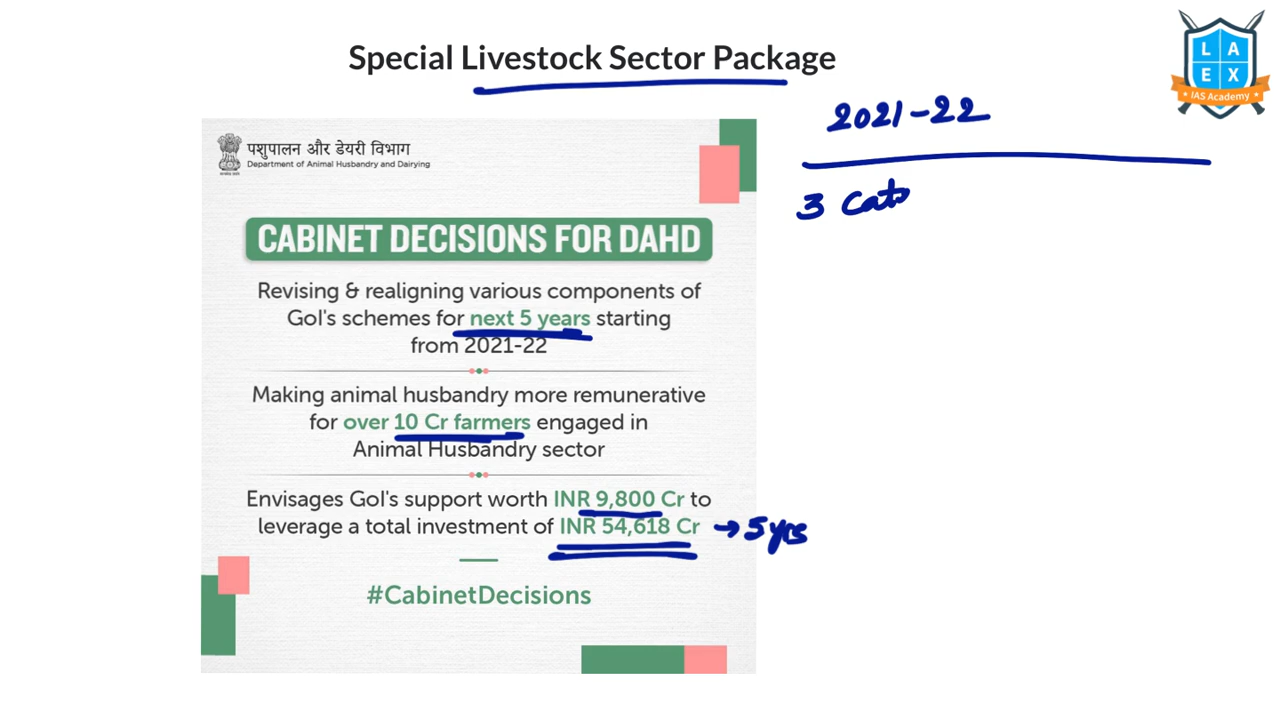 Special Livestock Sector Package
L A
E X
IAS Academy
2021-22
3 Cats
पशुपालन और डेयरी विभाग
Department of Animal Husbandry and Dairying
CABINET DECISIONS FOR DAHD
Revising & realigning various components of
GoI's schemes for next 5 years starting
from 2021-22
Making animal husbandry more remunerative
for over 10 Cr farmers engaged in
Animal Husbandry sector
Envisages GoI's support worth INR 9,800 Cr to
leverage a total investment of INR 54,618 Cr → 5 yrs
#CabinetDecisions